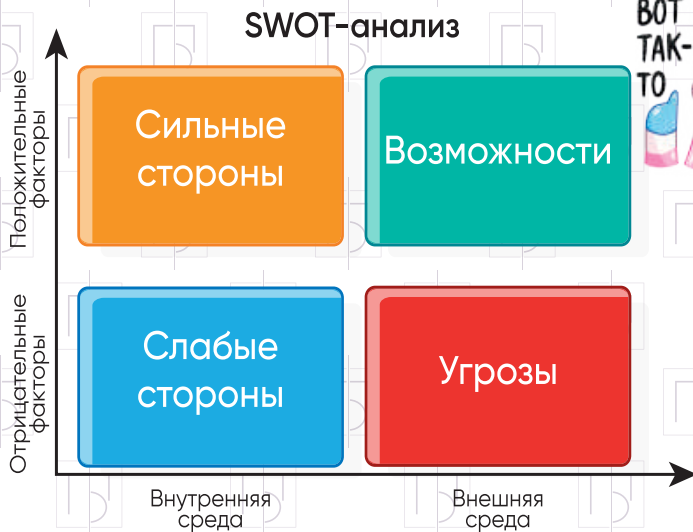 SWOT-анализ
ВОТ
ТАК-
ТО
Положительные
факторы
Сильные
стороны
Возможности
Отрицательные
факторы
Слабые
стороны
Угрозы
Внутренняя
среда
Внешняя
среда